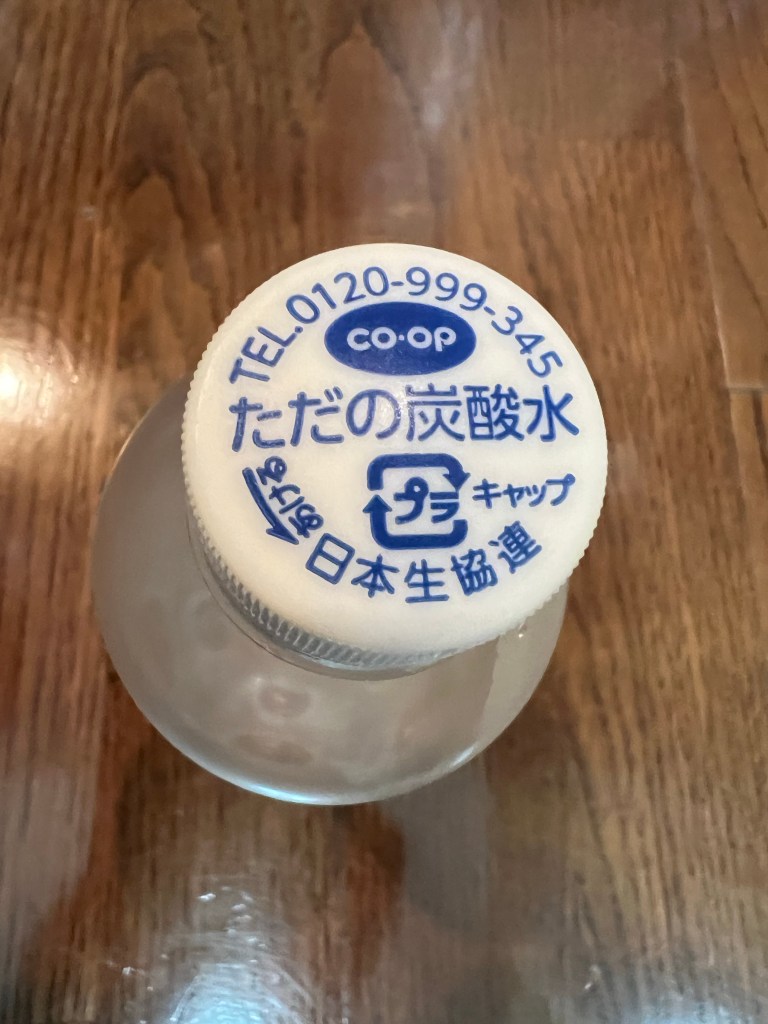 TEL.0120-999-345
CO·OP
ただの炭酸水
あける
プラ
キャップ
日本生協連